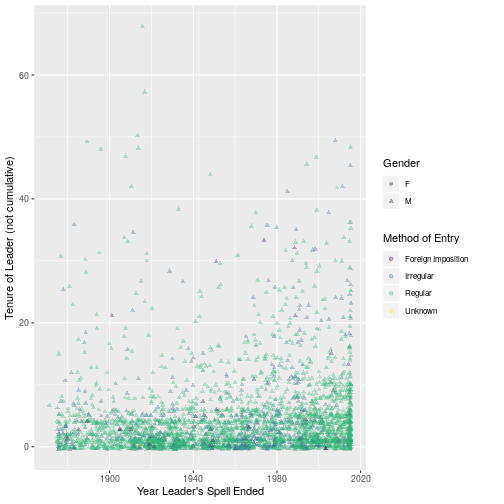 Tenure of Leader (not cumulative)
60
40
20
0
1900
1940
1980
2020
Year Leader's Spell Ended
Gender
F
M
Method of Entry
Foreign Imposition
Irregular
Regular
Unknown